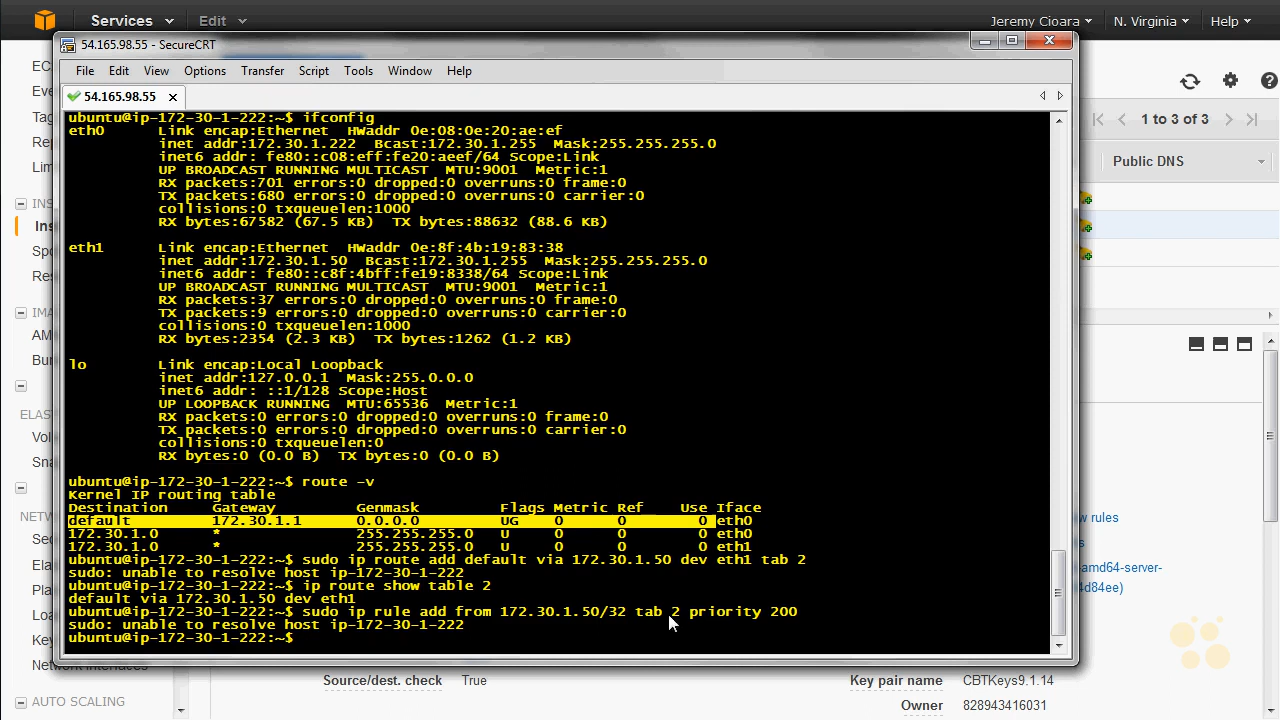 Services
Edit
Jeremy Cioara
N. Virginia
Help
54.165.98.55 - SecureCRT
File Edit View Options Transfer Script Tools Window Help
54.165.98.55
ubuntu@ip-172-30-1-222:~$ ifconfig
eth0 Link encap:Ethernet HWaddr 0e:08:0e:20:ae:ef
inet addr:172.30.1.222 Bcast:172.30.1.255 Mask:255.255.255.0
inet6 addr: fe80::c08:eff:fe20:aeef/64 Scope:Link
UP BROADCAST RUNNING MULTICAST MTU:9001 Metric:1
RX packets:701 errors:0 dropped:0 overruns:0 frame:0
TX packets:680 errors:0 dropped:0 overruns:0 carrier:0
collisions:0 txqueuelen:1000
RX bytes:67582 (67.5 KB) TX bytes:88632 (88.6 KB)
eth1 Link encap:Ethernet HWaddr 0e:8f:4b:19:83:38
inet addr:172.30.1.50 Bcast:172.30.1.255 Mask:255.255.255.0
inet6 addr: fe80::c8f:4bff:fe19:8338/64 Scope:Link
UP BROADCAST RUNNING MULTICAST MTU:9001 Metric:1
RX packets:37 errors:0 dropped:0 overruns:0 frame:0
TX packets:9 errors:0 dropped:0 overruns:0 carrier:0
collisions:0 txqueuelen:1000
RX bytes:2354 (2.3 KB) TX bytes:1262 (1.2 KB)
lo Link encap:Local Loopback
inet addr:127.0.0.1 Mask:255.0.0.0
inet6 addr: ::1/128 Scope:Host
UP LOOPBACK RUNNING MTU:65536 Metric:1
RX packets:0 errors:0 dropped:0 overruns:0 frame:0
TX packets:0 errors:0 dropped:0 overruns:0 carrier:0
collisions:0 txqueuelen:0
RX bytes:0 (0.0 B) TX bytes:0 (0.0 B)
ubuntu@ip-172-30-1-222:~$ route -v
Kernel IP routing table
Destination Gateway Genmask Flags Metric Ref Use Iface
default 172.30.1.1 0.0.0.0 UG 0 0 0 eth0
172.30.1.0 * 255.255.255.0 U 0 0 0 eth0
172.30.1.0 * 255.255.255.0 U 0 0 0 eth1
ubuntu@ip-172-30-1-222:~$ sudo ip route add default via 172.30.1.50 dev eth1 tab 2
sudo: unable to resolve host ip-172-30-1-222
ubuntu@ip-172-30-1-222:~$ ip route show table 2
default via 172.30.1.50 dev eth1
ubuntu@ip-172-30-1-222:~$ sudo ip rule add from 172.30.1.50/32 tab 2 priority 200
sudo: unable to resolve host ip-172-30-1-222
ubuntu@ip-172-30-1-222:~$
1 to 3 of 3
Public DNS
ew rules
-amd64-server-
d4d84ee)
AUTO SCALING
Source/dest. check True
Key pair name CBTKeys9.1.14
Owner 828943416031